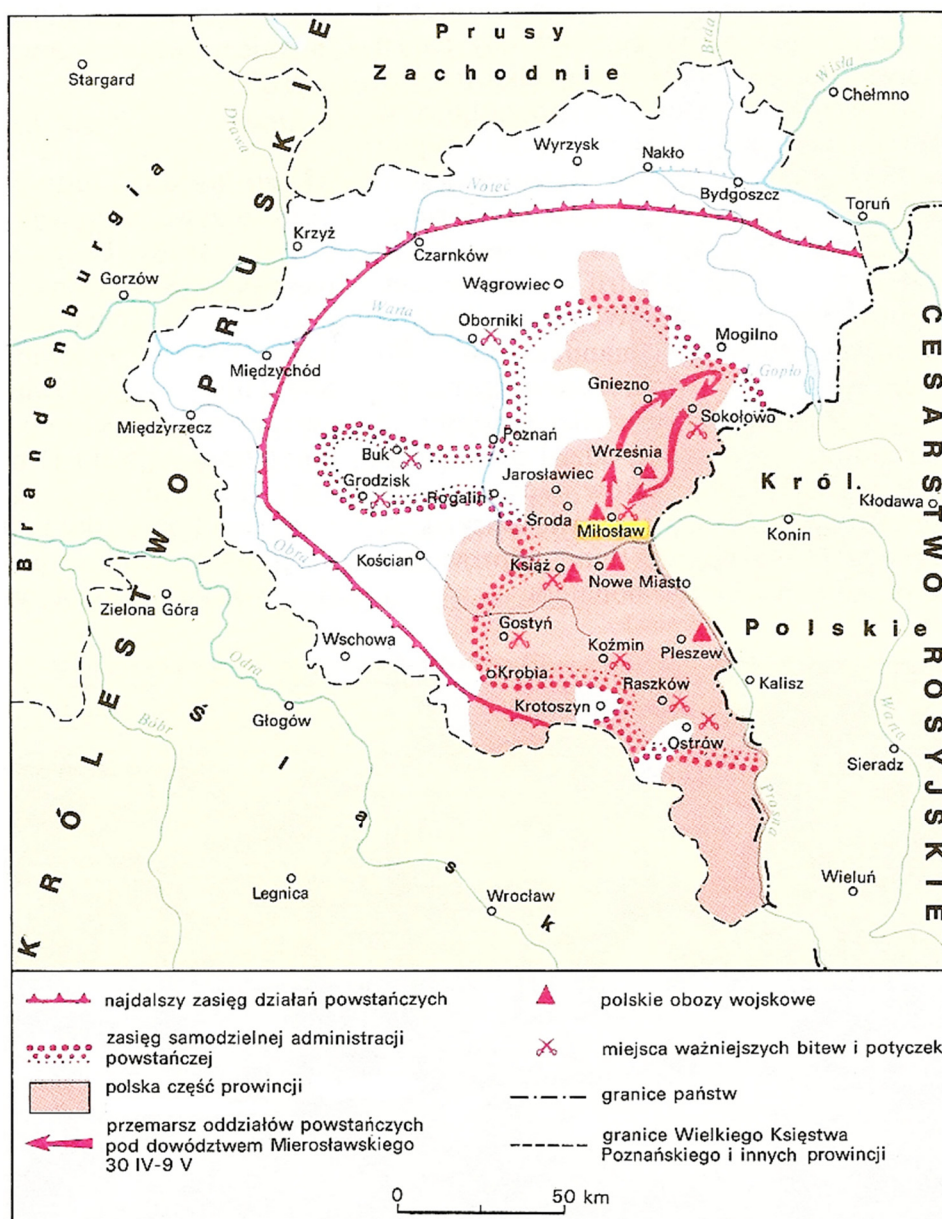 Prusy
Zachodnie
Stargard
Drawa
Brda
Wisła
Chełmno
Wyrzysk
Nakło
Bydgoszcz
Noteć
Toruń
Krzyż
Czarnków
Gorzów
Brandenburgia
KRÓLESTWO PRUSKIE
Wągrowiec
Warta
Oborniki
Mogilno
Międzychód
Gopło
Gniezno
Międzyrzecz
Sokołowo
Poznań
Buk
Września
Jarosławiec
Grodzisk
Rogalin
Środa
Król.
Kłodawa
Miłosław
Konin
Obra
Kościan
Książ
Nowe Miasto
Zielona Góra
Gostyń
Koźmin
Pleszew
Polskie
CESARSTWO ROSYJSKIE
Wschowa
Odra
Krobia
Raszków
Kalisz
Głogów
Krotoszyn
Bóbr
Ostrów
Warta
Sieradz
Śląsk
Prosna
Legnica
Wrocław
Wieluń
najdalszy zasięg działań powstańczych
zasięg samodzielnej administracji
powstańczej
polska część prowincji
przemarsz oddziałów powstańczych
pod dowództwem Mierosławskiego
30 IV-9 V
polskie obozy wojskowe
miejsca ważniejszych bitew i potyczek
granice państw
granice Wielkiego Księstwa
Poznańskiego i innych prowincji
0 50 km